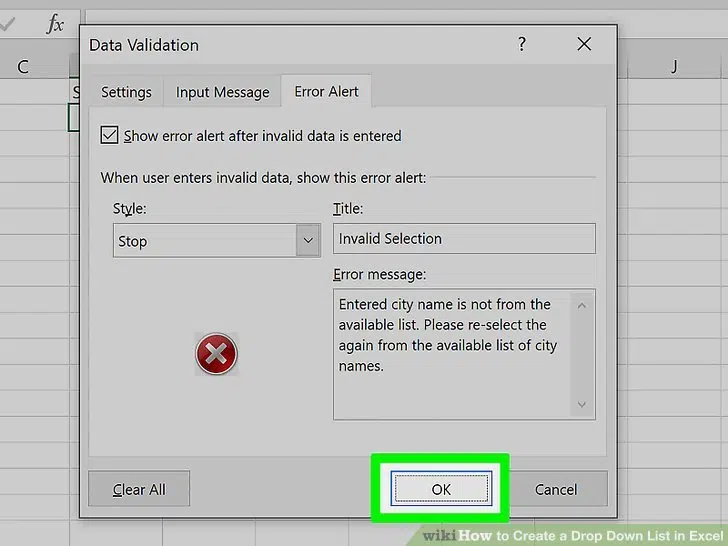 fx
C
J
S
Data Validation
?
Settings
Input Message
Error Alert
Show error alert after invalid data is entered
When user enters invalid data, show this error alert:
Style:
Stop
Title:
Invalid Selection
Error message:
Entered city name is not from the
available list. Please re-select the
again from the available list of city
names.
Clear All
OK
Cancel
wikiHow to Create a Drop Down List in Excel